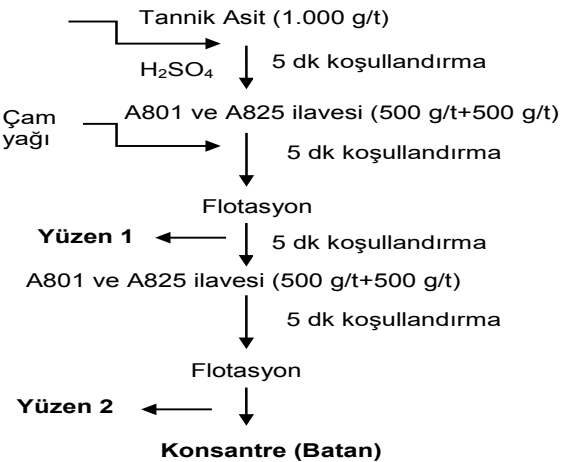 Tannik Asit (1.000 g/t)
H₂SO₄
5 dk koşullandırma
Çam
yağı
A801 ve A825 ilavesi (500 g/t+500 g/t)
5 dk koşullandırma
Flotasyon
Yüzen 1
5 dk koşullandırma
A801 ve A825 ilavesi (500 g/t+500 g/t)
5 dk koşullandırma
Flotasyon
Yüzen 2
Konsantre (Batan)